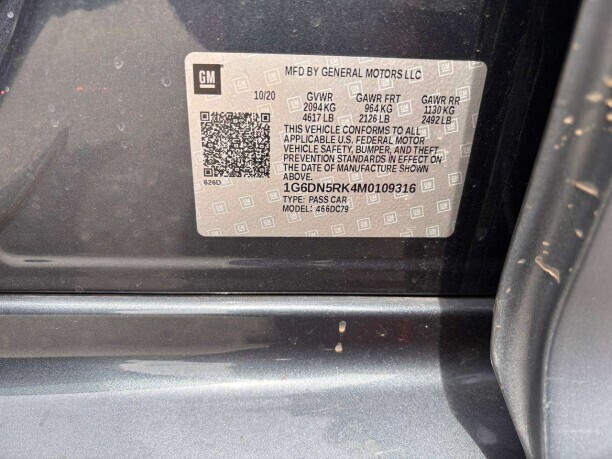 GM
MFD BY GENERAL MOTORS LLC
10/20 GVWR GAWR FRT GAWR RR
2094 KG 964 KG 1130 KG
4617 LB 2126 LB 2492 LB
THIS VEHICLE CONFORMS TO ALL
APPLICABLE U.S. FEDERAL MOTOR
VEHICLE SAFETY, BUMPER, AND THEFT
PREVENTION STANDARDS IN EFFECT ON
THE DATE OF MANUFACTURE SHOWN
ABOVE.
626D
1G6DN5RK4M0109316
TYPE: PASS CAR
MODEL: 466DC79